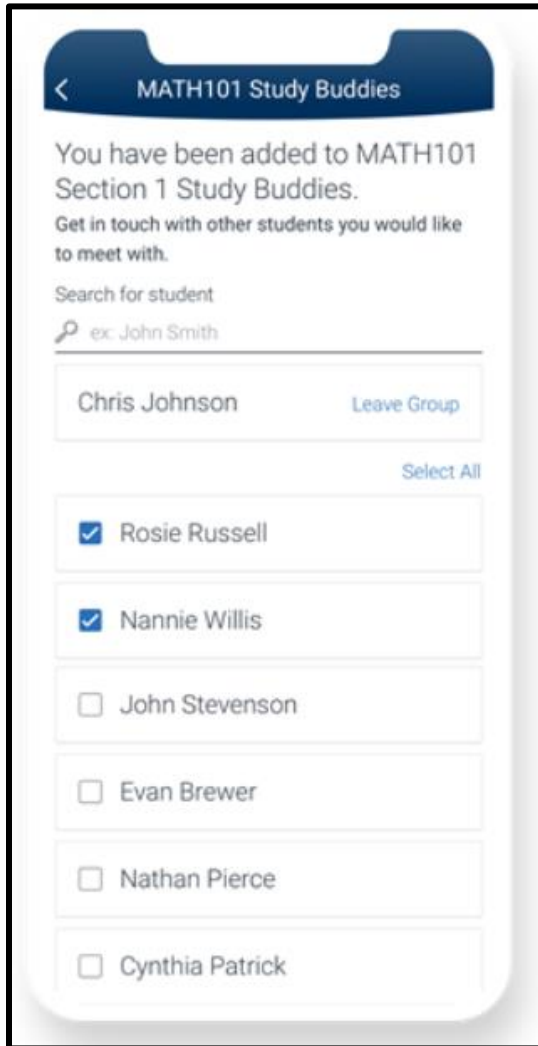 MATH101 Study Buddies
You have been added to MATH101
Section 1 Study Buddies.
Get in touch with other students you would like
to meet with.
Search for student
ex: John Smith
Chris Johnson Leave Group
Select All
Rosie Russell
Nannie Willis
John Stevenson
Evan Brewer
Nathan Pierce
Cynthia Patrick